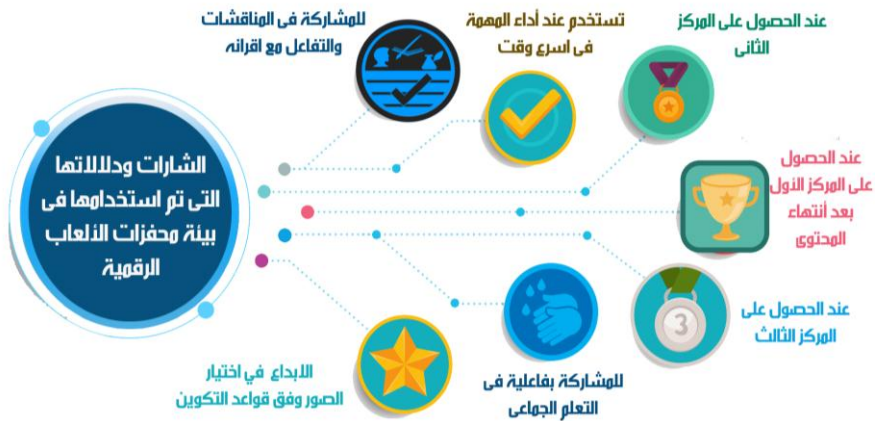 الشارات ودلالاتها
التى تم استخدامها فى
بيئة محفزات الألعاب
الرقمية
عند الحصول على المركز
الثانى
تستخدم عند أداء المهمة
فى اسرع وقت
للمشاركة فى المناقشات
والتفاعل مع اقرانه
عند الحصول
على المركز الأول
بعد أنتهاء
المحتوى
عند الحصول على
المركز الثالث
3
للمشاركة بفاعلية فى
التعلم الجماعى
الابداع في اختيار
الصور وفق قواعد التكوين